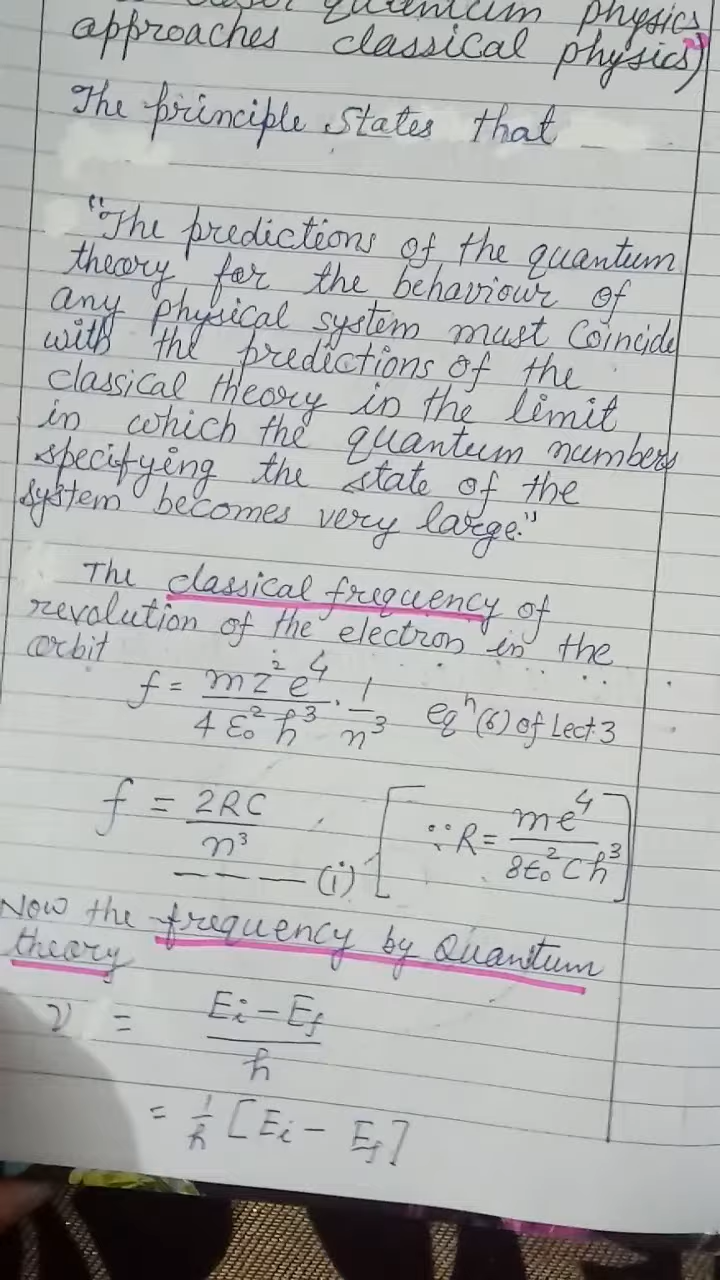 quantum physics
approaches classical physics)
The principle states that
"The predictions of the quantum
theory for the behaviour of
any physical system must coincide
with the predictions of the
classical theory in the limit
in which the quantum numbers
specifying the state of the
system becomes very large."
The classical frequency of
revolution of the electron in the
orbit
f = mz²e⁴/4ε₀²h³ · 1/n³ eqⁿ(6) of Lect.3
f = 2RC/n³ [∵R = me⁴/8ε₀²ch³]
--- (i)
Now the frequency by Quantum
theory
ν = Ei - Ef / h
= 1/h [Ei - Ef]